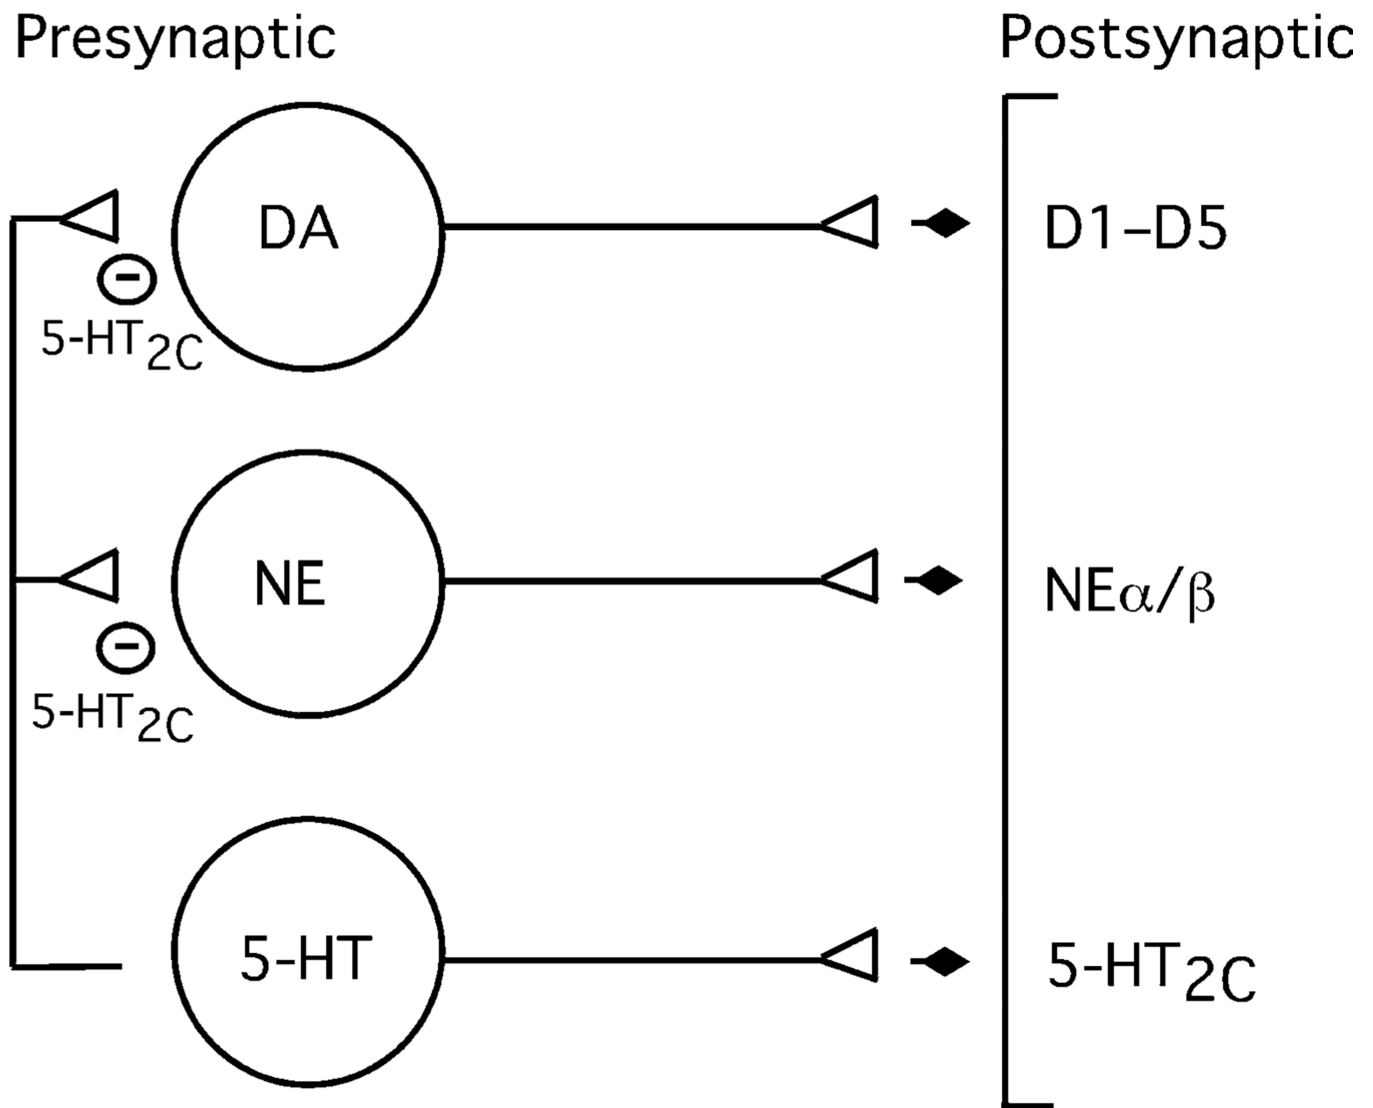 Presynaptic
Postsynaptic
DA
D1–D5
−
5-HT2C
NE
NEα/β
−
5-HT2C
5-HT
5-HT2C